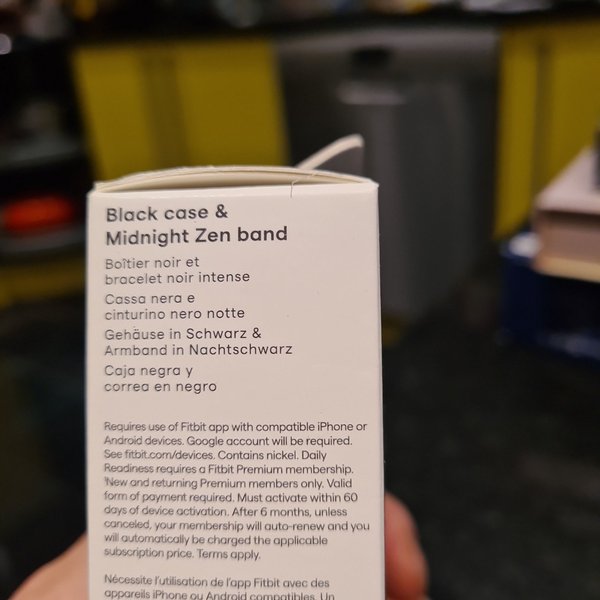 Black case &
Midnight Zen band
Boîtier noir et
bracelet noir intense
Cassa nera e
cinturino nero notte
Gehäuse in Schwarz &
Armband in Nachtschwarz
Caja negra y
correa en negro
Requires use of Fitbit app with compatible iPhone or
Android devices. Google account will be required.
See fitbit.com/devices. Contains nickel. Daily
Readiness requires a Fitbit Premium membership.
¹New and returning Premium members only. Valid
form of payment required. Must activate within 60
days of device activation. After 6 months, unless
canceled, your membership will auto-renew and you
will automatically be charged the applicable
subscription price. Terms apply.
Nécessite l'utilisation de l'app Fitbit avec des
appareils iPhone ou Android compatibles. Un